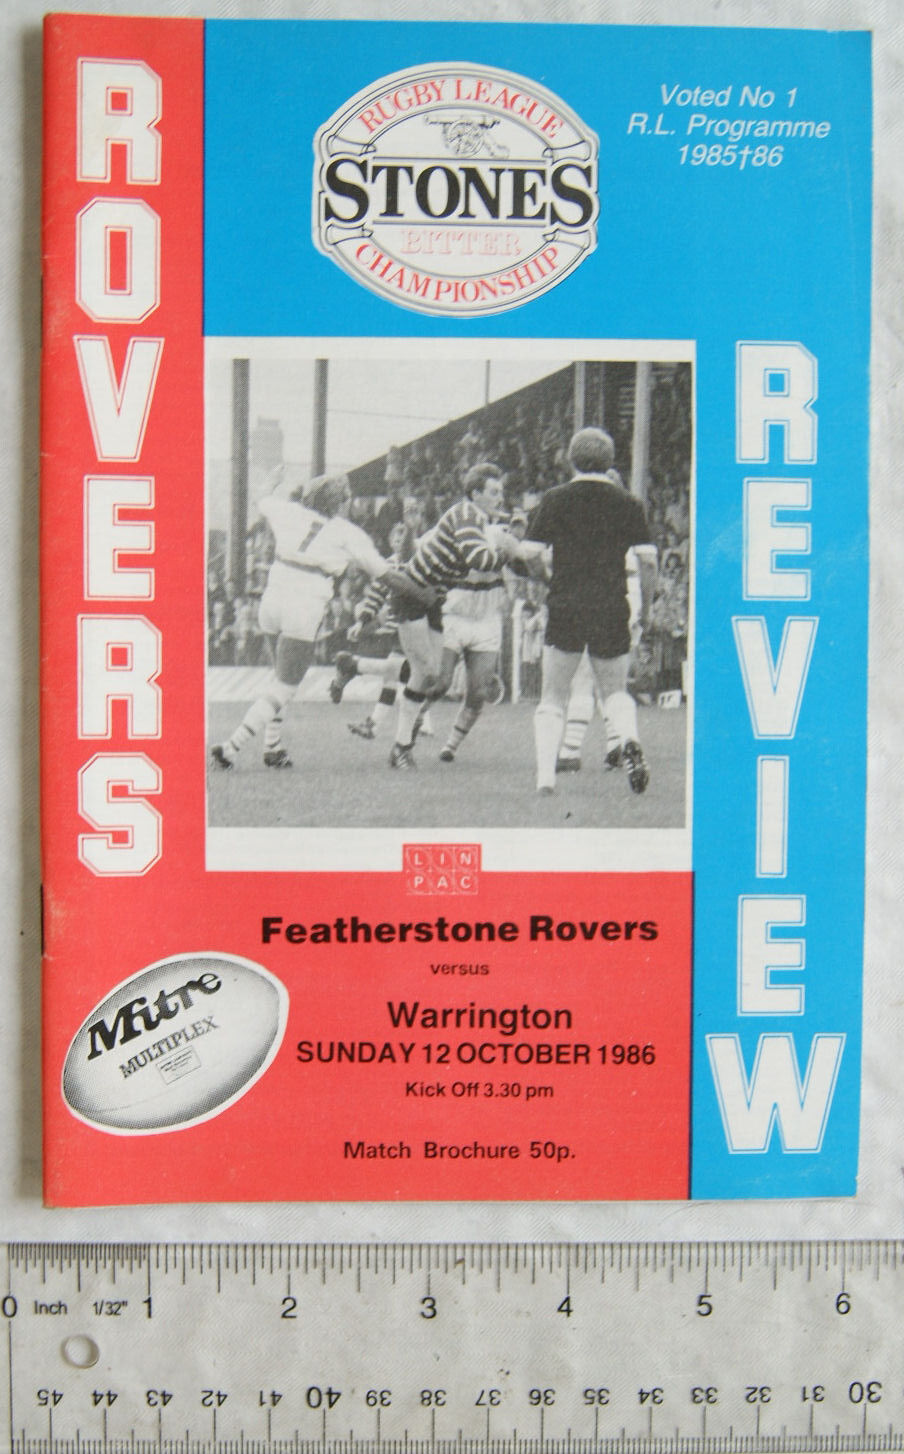 ROVERS
RUGBY LEAGUE
STONES
BITTER
CHAMPIONSHIP
Voted No 1
R.L. Programme
1985†86
REVIEW
1
LIN
PAC
Featherstone Rovers
versus
Warrington
SUNDAY 12 OCTOBER 1986
Kick Off 3.30 pm
Match Brochure 50p.
Mitre
MULTIPLEX
0 Inch 1/32" 1 2 3 4 5 6
45 44 43 42 41 40 39 38 37 36 35 34 33 32 31 30